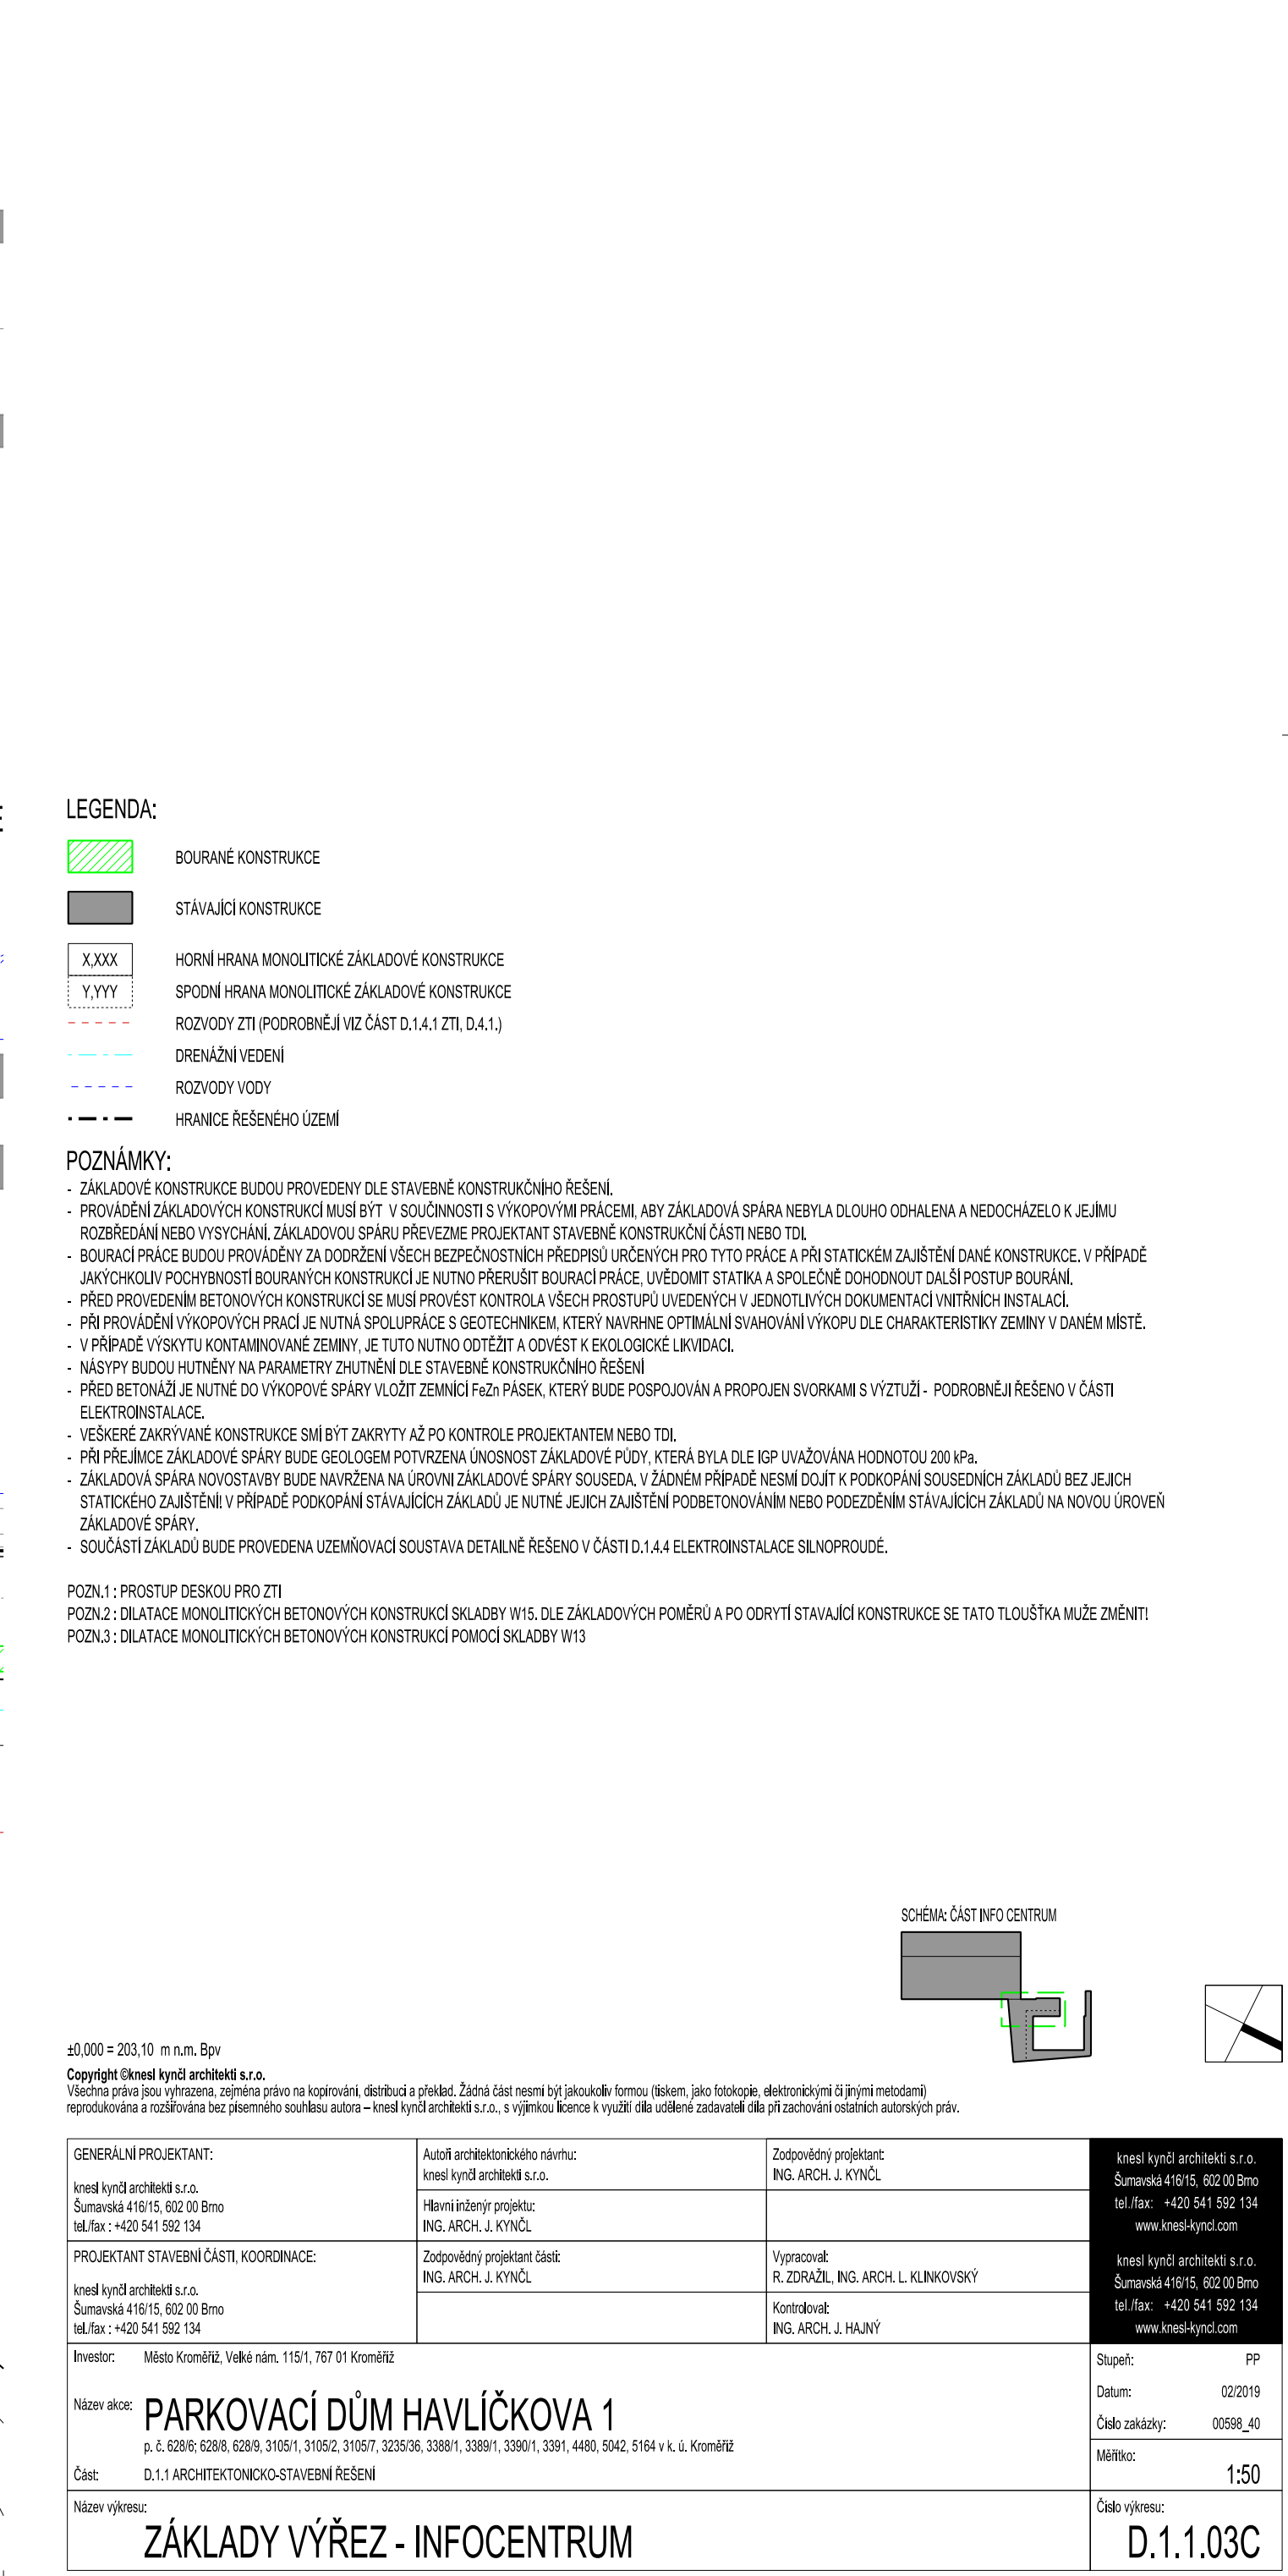 LEGENDA:
BOURANÉ KONSTRUKCE
STÁVAJÍCÍ KONSTRUKCE
X,XXX HORNÍ HRANA MONOLITICKÉ ZÁKLADOVÉ KONSTRUKCE
Y,YYY SPODNÍ HRANA MONOLITICKÉ ZÁKLADOVÉ KONSTRUKCE
ROZVODY ZTI (PODROBNĚJÍ VIZ ČÁST D.1.4.1 ZTI, D.4.1.)
DRENÁŽNÍ VEDENÍ
ROZVODY VODY
HRANICE ŘEŠENÉHO ÚZEMÍ
POZNÁMKY:
- ZÁKLADOVÉ KONSTRUKCE BUDOU PROVEDENY DLE STAVEBNĚ KONSTRUKČNÍHO ŘEŠENÍ.
- PROVÁDĚNÍ ZÁKLADOVÝCH KONSTRUKCÍ MUSÍ BÝT V SOUČINNOSTI S VÝKOPOVÝMI PRÁCEMI, ABY ZÁKLADOVÁ SPÁRA NEBYLA DLOUHO ODHALENA A NEDOCHÁZELO K JEJÍMU
ROZBŘEDÁNÍ NEBO VYSYCHÁNÍ. ZÁKLADOVOU SPÁRU PŘEVEZME PROJEKTANT STAVEBNĚ KONSTRUKČNÍ ČÁSTI NEBO TDI.
- BOURACÍ PRÁCE BUDOU PROVÁDĚNY ZA DODRŽENÍ VŠECH BEZPEČNOSTNÍCH PŘEDPISŮ URČENÝCH PRO TYTO PRÁCE A PŘI STATICKÉM ZAJIŠTĚNÍ DANÉ KONSTRUKCE. V PŘÍPADĚ
JAKÝCHKOLIV POCHYBNOSTÍ BOURANÝCH KONSTRUKCÍ JE NUTNO PŘERUŠIT BOURACÍ PRÁCE, UVĚDOMIT STATIKA A SPOLEČNĚ DOHODNOUT DALŠÍ POSTUP BOURÁNÍ.
- PŘED PROVEDENÍM BETONOVÝCH KONSTRUKCÍ SE MUSÍ PROVÉST KONTROLA VŠECH PROSTUPŮ UVEDENÝCH V JEDNOTLIVÝCH DOKUMENTACÍ VNITŘNÍCH INSTALACÍ.
- PŘI PROVÁDĚNÍ VÝKOPOVÝCH PRACÍ JE NUTNÁ SPOLUPRÁCE S GEOTECHNIKEM, KTERÝ NAVRHNE OPTIMÁLNÍ SVAHOVÁNÍ VÝKOPU DLE CHARAKTERISTIKY ZEMINY V DANÉM MÍSTĚ.
- V PŘÍPADĚ VÝSKYTU KONTAMINOVANÉ ZEMINY, JE TUTO NUTNO ODTĚŽIT A ODVÉST K EKOLOGICKÉ LIKVIDACI.
- NÁSYPY BUDOU HUTNĚNY NA PARAMETRY ZHUTNĚNÍ DLE STAVEBNĚ KONSTRUKČNÍHO ŘEŠENÍ
- PŘED BETONÁŽÍ JE NUTNÉ DO VÝKOPOVÉ SPÁRY VLOŽIT ZEMNÍCÍ FeZn PÁSEK, KTERÝ BUDE POSPOJOVÁN A PROPOJEN SVORKAMI S VÝZTUŽÍ - PODROBNĚJI ŘEŠENO V ČÁSTI
ELEKTROINSTALACE.
- VEŠKERÉ ZAKRÝVANÉ KONSTRUKCE SMÍ BÝT ZAKRYTY AŽ PO KONTROLE PROJEKTANTEM NEBO TDI.
- PŘI PŘEJÍMCE ZÁKLADOVÉ SPÁRY BUDE GEOLOGEM POTVRZENA ÚNOSNOST ZÁKLADOVÉ PŮDY, KTERÁ BYLA DLE IGP UVAŽOVÁNA HODNOTOU 200 kPa.
- ZÁKLADOVÁ SPÁRA NOVOSTAVBY BUDE NAVRŽENA NA ÚROVNI ZÁKLADOVÉ SPÁRY SOUSEDA. V ŽÁDNÉM PŘÍPADĚ NESMÍ DOJÍT K PODKOPÁNÍ SOUSEDNÍCH ZÁKLADŮ BEZ JEJICH
STATICKÉHO ZAJIŠTĚNÍ! V PŘÍPADĚ PODKOPÁNÍ STÁVAJÍCÍCH ZÁKLADŮ JE NUTNÉ JEJICH ZAJIŠTĚNÍ PODBETONOVÁNÍM NEBO PODEZDĚNÍM STÁVAJÍCÍCH ZÁKLADŮ NA NOVOU ÚROVEŇ
ZÁKLADOVÉ SPÁRY.
- SOUČÁSTÍ ZÁKLADŮ BUDE PROVEDENA UZEMŇOVACÍ SOUSTAVA DETAILNĚ ŘEŠENO V ČÁSTI D.1.4.4 ELEKTROINSTALACE SILNOPROUDÉ.
POZN.1 : PROSTUP DESKOU PRO ZTI
POZN.2 : DILATACE MONOLITICKÝCH BETONOVÝCH KONSTRUKCÍ SKLADBY W15. DLE ZÁKLADOVÝCH POMĚRŮ A PO ODRYTÍ STAVAJÍCÍ KONSTRUKCE SE TATO TLOUŠŤKA MUŽE ZMĚNIT!
POZN.3 : DILATACE MONOLITICKÝCH BETONOVÝCH KONSTRUKCÍ POMOCÍ SKLADBY W13
SCHÉMA: ČÁST INFO CENTRUM
±0,000 = 203,10 m n.m. Bpv
Copyright ©knesl kynčl architekti s.r.o.
Všechna práva jsou vyhrazena, zejména právo na kopírování, distribuci a překlad. Žádná část nesmí být jakoukoliv formou (tiskem, jako fotokopie, elektronickými či jinými metodami)
reprodukována a rozšiřována bez písemného souhlasu autora – knesl kynčl architekti s.r.o., s výjimkou licence k využití díla udělené zadavateli díla při zachování ostatních autorských práv.
GENERÁLNÍ PROJEKTANT:
knesl kynčl architekti s.r.o.
Šumavská 416/15, 602 00 Brno
tel./fax : +420 541 592 134
Autoři architektonického návrhu:
knesl kynčl architekti s.r.o.
Zodpovědný projektant:
ING. ARCH. J. KYNČL
Hlavní inženýr projektu:
ING. ARCH. J. KYNČL
PROJEKTANT STAVEBNÍ ČÁSTI, KOORDINACE:
knesl kynčl architekti s.r.o.
Šumavská 416/15, 602 00 Brno
tel./fax : +420 541 592 134
Zodpovědný projektant části:
ING. ARCH. J. KYNČL
Vypracoval:
R. ZDRAŽIL, ING. ARCH. L. KLINKOVSKÝ
Kontroloval:
ING. ARCH. J. HAJNÝ
knesl kynčl architekti s.r.o.
Šumavská 416/15, 602 00 Brno
tel./fax: +420 541 592 134
www.knesl-kyncl.com
knesl kynčl architekti s.r.o.
Šumavská 416/15, 602 00 Brno
tel./fax: +420 541 592 134
www.knesl-kyncl.com
Investor: Město Kroměříž, Velké nám. 115/1, 767 01 Kroměříž
Název akce: PARKOVACÍ DŮM HAVLÍČKOVA 1
p. č. 628/6; 628/8, 628/9, 3105/1, 3105/2, 3105/7, 3235/36, 3388/1, 3389/1, 3390/1, 3391, 4480, 5042, 5164 v k. ú. Kroměříž
Část: D.1.1 ARCHITEKTONICKO-STAVEBNÍ ŘEŠENÍ
Stupeň: PP
Datum: 02/2019
Číslo zakázky: 00598_40
Měřítko:
1:50
Název výkresu:
ZÁKLADY VÝŘEZ - INFOCENTRUM
Číslo výkresu:
D.1.1.03C